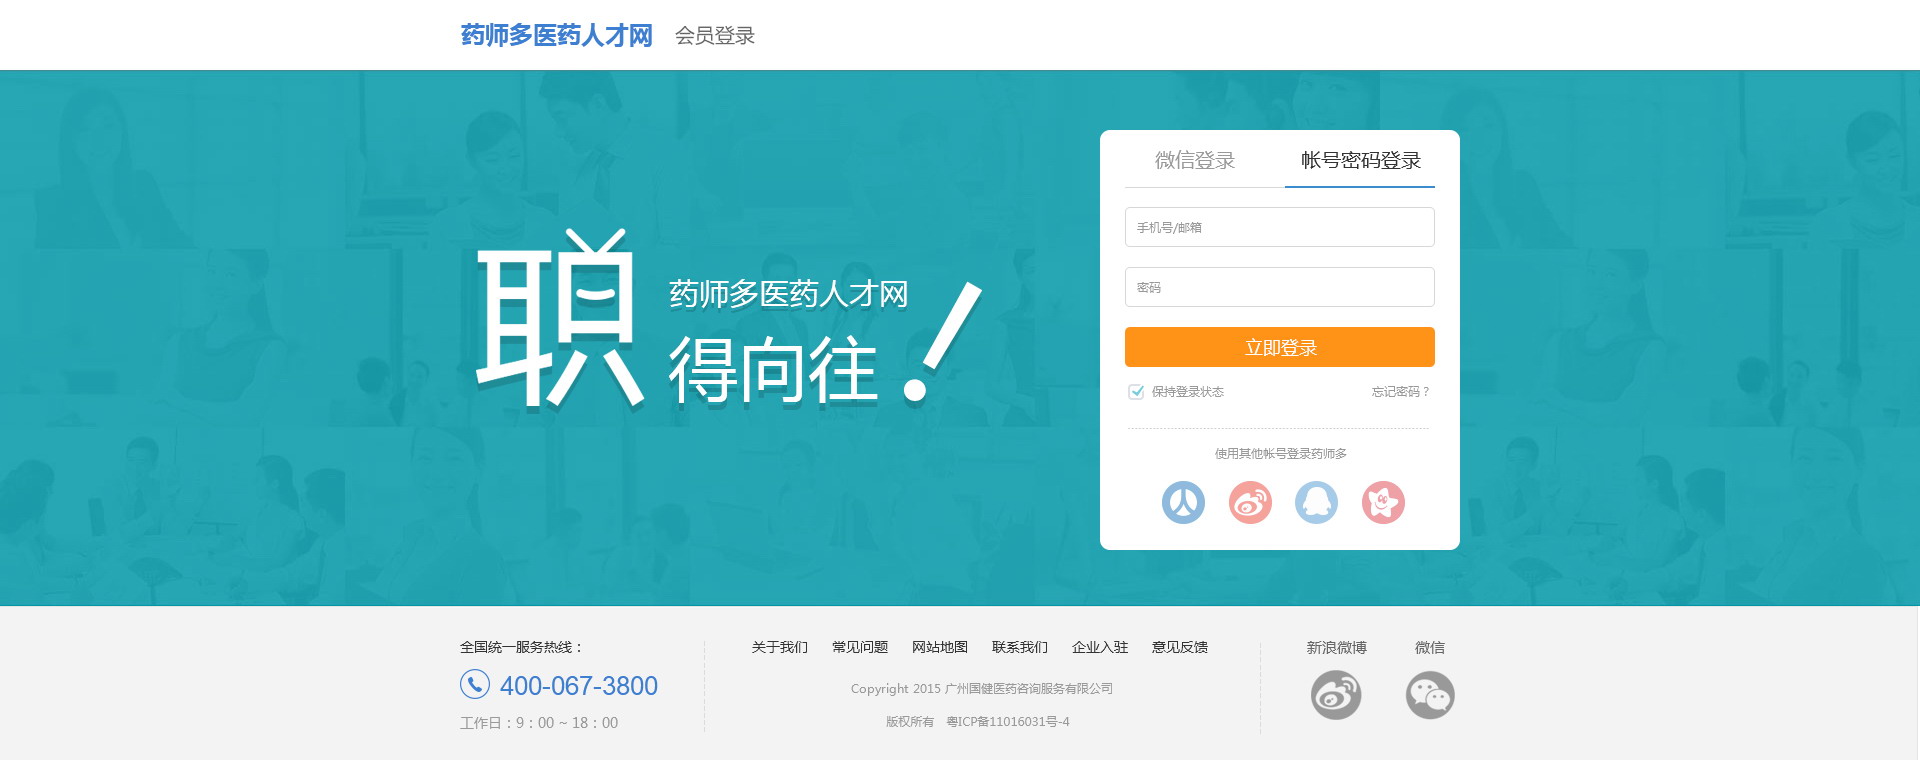 药师多医药人才网 会员登录
职
药师多医药人才网
得向往！
微信登录 帐号密码登录
手机号/邮箱
密码
立即登录
保持登录状态 忘记密码？
使用其他帐号登录药师多
全国统一服务热线：
400-067-3800
工作日：9：00 ~ 18：00
关于我们 常见问题 网站地图 联系我们 企业入驻 意见反馈
Copyright 2015 广州国健医药咨询服务有限公司
版权所有 粤ICP备11016031号-4
新浪微博 微信